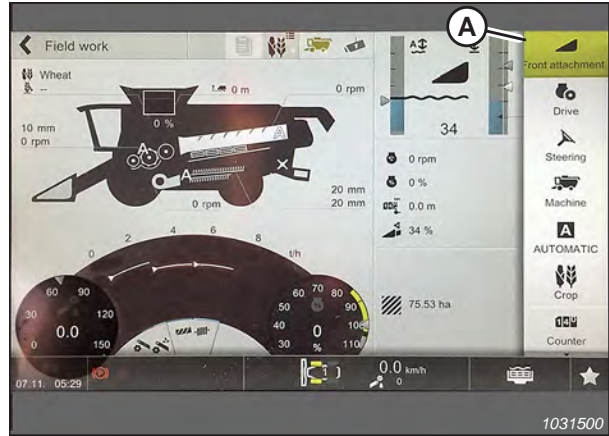 A
Field work
Front attachment
Wheat
--
0 m
0 rpm
0 %
10 mm
0 rpm
A
A
A
34
Drive
Steering
Machine
A
AUTOMATIC
Crop
Counter
0 rpm
0 %
0.0 m
34 %
20 mm
20 mm
0 rpm
0 2 4 6 8 t/h
0 30 60 90 120 150
0.0
30 40 50 60 70 80 90 100 110
0
%
75.53 ha
07.11. 05:29
(P)
1
0.0 km/h
0
1031500